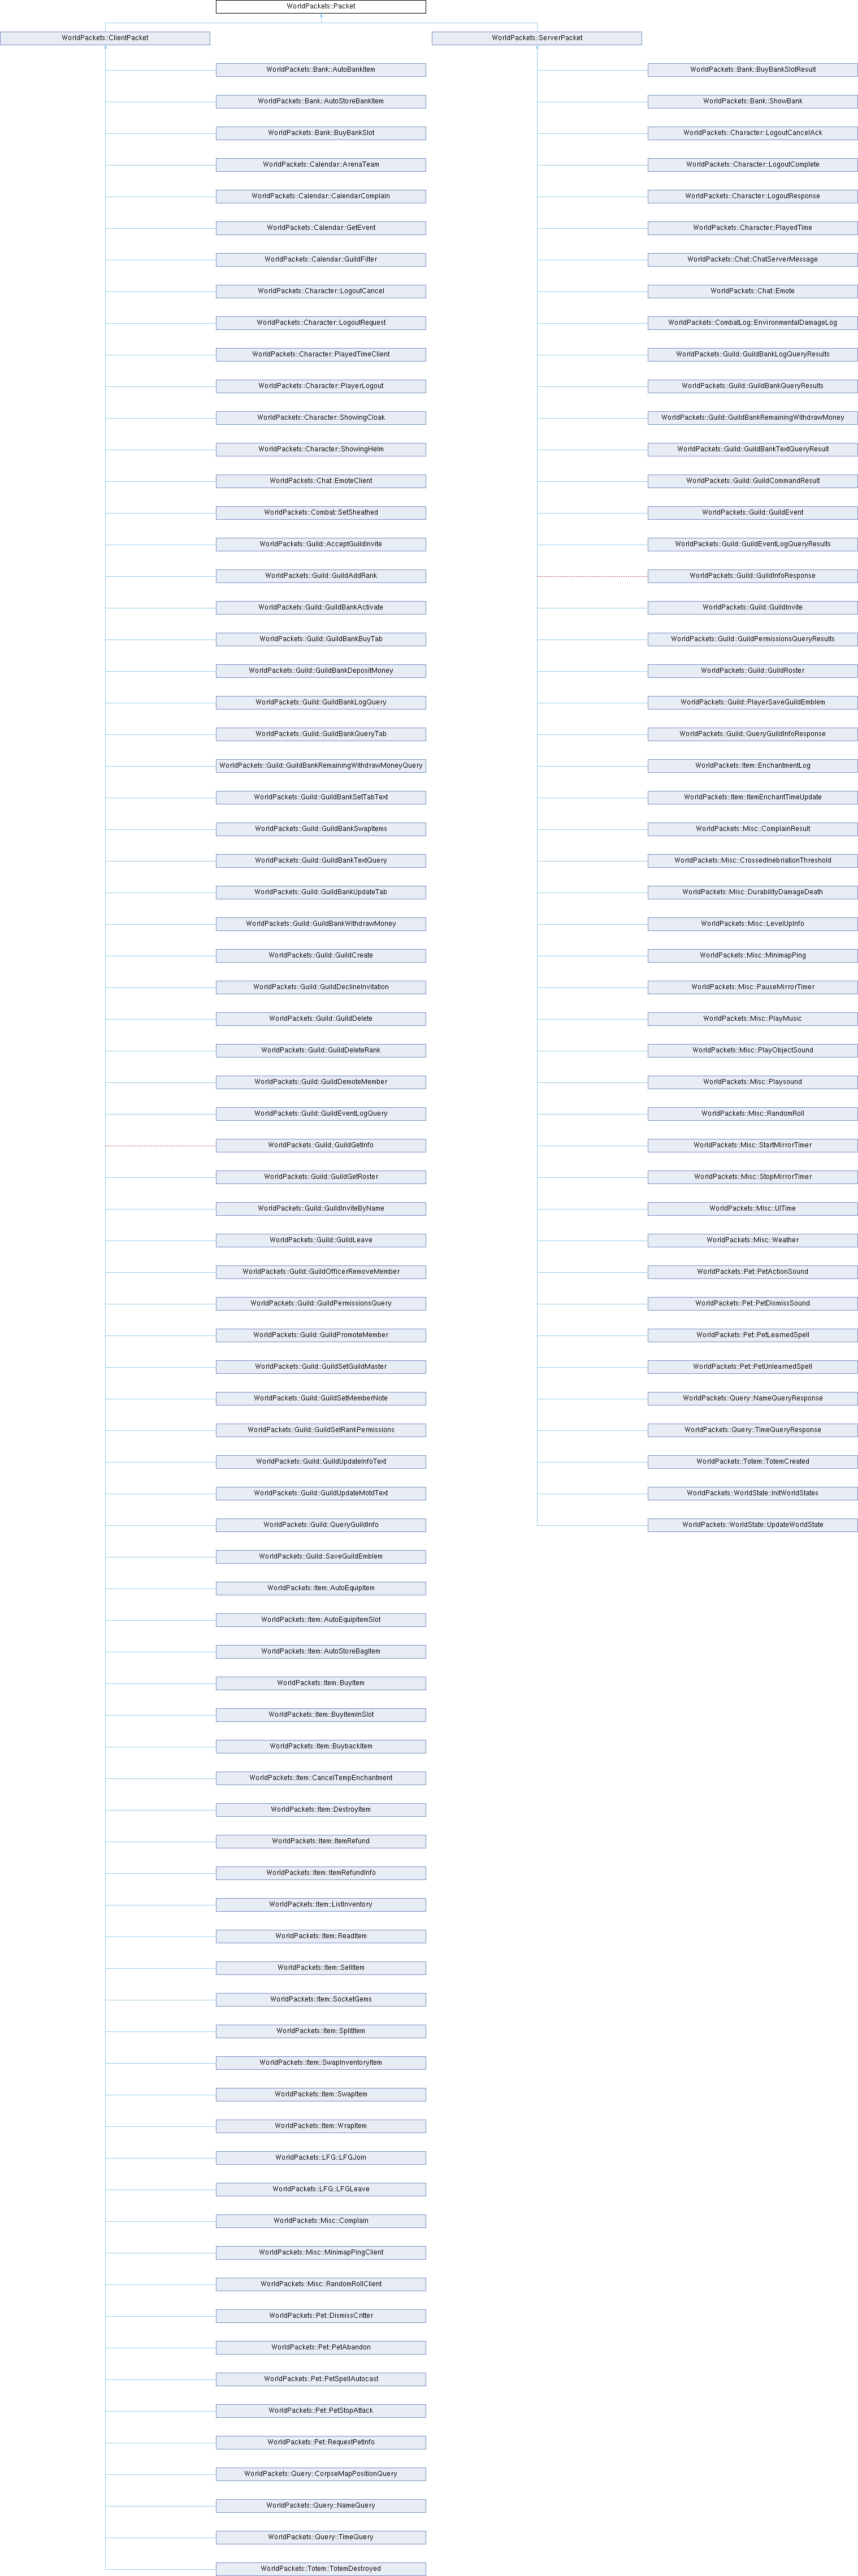 WorldPackets::Packet
WorldPackets::ClientPacket
WorldPackets::ServerPacket
WorldPackets::Bank::AutoBankItem
WorldPackets::Bank::AutoStoreBankItem
WorldPackets::Bank::BuyBankSlot
WorldPackets::Calendar::ArenaTeam
WorldPackets::Calendar::CalendarComplain
WorldPackets::Calendar::GetEvent
WorldPackets::Calendar::GuildFilter
WorldPackets::Character::LogoutCancel
WorldPackets::Character::LogoutRequest
WorldPackets::Character::PlayedTimeClient
WorldPackets::Character::PlayerLogout
WorldPackets::Character::ShowingCloak
WorldPackets::Character::ShowingHelm
WorldPackets::Chat::EmoteClient
WorldPackets::Combat::SetSheathed
WorldPackets::Guild::AcceptGuildInvite
WorldPackets::Guild::GuildAddRank
WorldPackets::Guild::GuildBankActivate
WorldPackets::Guild::GuildBankBuyTab
WorldPackets::Guild::GuildBankDepositMoney
WorldPackets::Guild::GuildBankLogQuery
WorldPackets::Guild::GuildBankQueryTab
WorldPackets::Guild::GuildBankRemainingWithdrawMoneyQuery
WorldPackets::Guild::GuildBankSetTabText
WorldPackets::Guild::GuildBankSwapItems
WorldPackets::Guild::GuildBankTextQuery
WorldPackets::Guild::GuildBankUpdateTab
WorldPackets::Guild::GuildBankWithdrawMoney
WorldPackets::Guild::GuildCreate
WorldPackets::Guild::GuildDeclineInvitation
WorldPackets::Guild::GuildDelete
WorldPackets::Guild::GuildDeleteRank
WorldPackets::Guild::GuildDemoteMember
WorldPackets::Guild::GuildEventLogQuery
WorldPackets::Guild::GuildGetInfo
WorldPackets::Guild::GuildGetRoster
WorldPackets::Guild::GuildInviteByName
WorldPackets::Guild::GuildLeave
WorldPackets::Guild::GuildOfficerRemoveMember
WorldPackets::Guild::GuildPermissionsQuery
WorldPackets::Guild::GuildPromoteMember
WorldPackets::Guild::GuildSetGuildMaster
WorldPackets::Guild::GuildSetMemberNote
WorldPackets::Guild::GuildSetRankPermissions
WorldPackets::Guild::GuildUpdateInfoText
WorldPackets::Guild::GuildUpdateMotdText
WorldPackets::Guild::QueryGuildInfo
WorldPackets::Guild::SaveGuildEmblem
WorldPackets::Item::AutoEquipItem
WorldPackets::Item::AutoEquipItemSlot
WorldPackets::Item::AutoStoreBagItem
WorldPackets::Item::BuyItem
WorldPackets::Item::BuyItemInSlot
WorldPackets::Item::BuybackItem
WorldPackets::Item::CancelTempEnchantment
WorldPackets::Item::DestroyItem
WorldPackets::Item::ItemRefund
WorldPackets::Item::ItemRefundInfo
WorldPackets::Item::ListInventory
WorldPackets::Item::ReadItem
WorldPackets::Item::SellItem
WorldPackets::Item::SocketGems
WorldPackets::Item::SplitItem
WorldPackets::Item::SwapInventoryItem
WorldPackets::Item::SwapItem
WorldPackets::Item::WrapItem
WorldPackets::LFG::LFGJoin
WorldPackets::LFG::LFGLeave
WorldPackets::Misc::Complain
WorldPackets::Misc::MinimapPingClient
WorldPackets::Misc::RandomRollClient
WorldPackets::Pet::DismissCritter
WorldPackets::Pet::PetAbandon
WorldPackets::Pet::PetSpellAutocast
WorldPackets::Pet::PetStopAttack
WorldPackets::Pet::RequestPetInfo
WorldPackets::Query::CorpseMapPositionQuery
WorldPackets::Query::NameQuery
WorldPackets::Query::TimeQuery
WorldPackets::Totem::TotemDestroyed
WorldPackets::Bank::BuyBankSlotResult
WorldPackets::Bank::ShowBank
WorldPackets::Character::LogoutCancelAck
WorldPackets::Character::LogoutComplete
WorldPackets::Character::LogoutResponse
WorldPackets::Character::PlayedTime
WorldPackets::Chat::ChatServerMessage
WorldPackets::Chat::Emote
WorldPackets::CombatLog::EnvironmentalDamageLog
WorldPackets::Guild::GuildBankLogQueryResults
WorldPackets::Guild::GuildBankQueryResults
WorldPackets::Guild::GuildBankRemainingWithdrawMoney
WorldPackets::Guild::GuildBankTextQueryResult
WorldPackets::Guild::GuildCommandResult
WorldPackets::Guild::GuildEvent
WorldPackets::Guild::GuildEventLogQueryResults
WorldPackets::Guild::GuildInfoResponse
WorldPackets::Guild::GuildInvite
WorldPackets::Guild::GuildPermissionsQueryResults
WorldPackets::Guild::GuildRoster
WorldPackets::Guild::PlayerSaveGuildEmblem
WorldPackets::Guild::QueryGuildInfoResponse
WorldPackets::Item::EnchantmentLog
WorldPackets::Item::ItemEnchantTimeUpdate
WorldPackets::Misc::ComplainResult
WorldPackets::Misc::CrossedInebriationThreshold
WorldPackets::Misc::DurabilityDamageDeath
WorldPackets::Misc::LevelUpInfo
WorldPackets::Misc::MinimapPing
WorldPackets::Misc::PauseMirrorTimer
WorldPackets::Misc::PlayMusic
WorldPackets::Misc::PlayObjectSound
WorldPackets::Misc::Playsound
WorldPackets::Misc::RandomRoll
WorldPackets::Misc::StartMirrorTimer
WorldPackets::Misc::StopMirrorTimer
WorldPackets::Misc::UITime
WorldPackets::Misc::Weather
WorldPackets::Pet::PetActionSound
WorldPackets::Pet::PetDismissSound
WorldPackets::Pet::PetLearnedSpell
WorldPackets::Pet::PetUnlearnedSpell
WorldPackets::Query::NameQueryResponse
WorldPackets::Query::TimeQueryResponse
WorldPackets::Totem::TotemCreated
WorldPackets::WorldState::InitWorldStates
WorldPackets::WorldState::UpdateWorldState